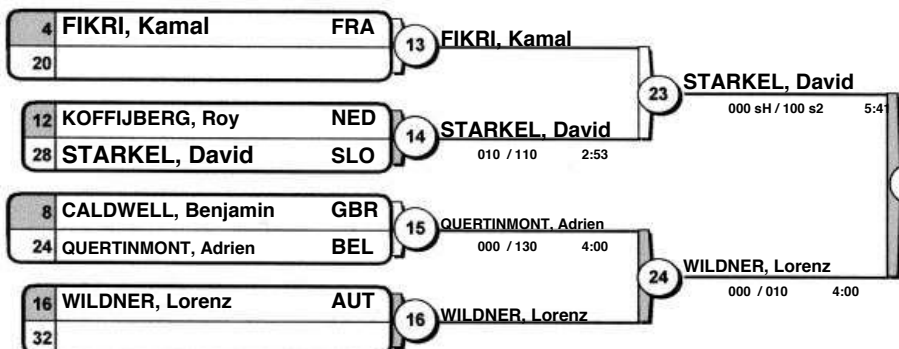 4 FIKRI, Kamal FRA
20
13
FIKRI, Kamal
12 KOFFIJBERG, Roy NED
28 STARKEL, David SLO
14
STARKEL, David
010 / 110 2:53
23
STARKEL, David
000 sH / 100 s2 5:41
8 CALDWELL, Benjamin GBR
24 QUERTINMONT, Adrien BEL
15
QUERTINMONT, Adrien
000 / 130 4:00
16 WILDNER, Lorenz AUT
32
16
WILDNER, Lorenz
24
WILDNER, Lorenz
000 / 010 4:00